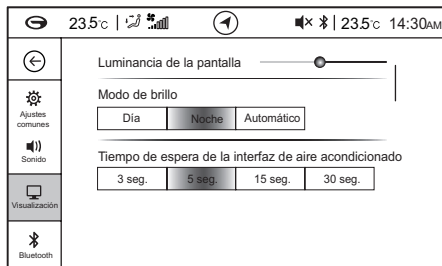 23.5°C
23.5°C 14:30AM
Luminancia de la pantalla
Modo de brillo
Día Noche Automático
Tiempo de espera de la interfaz de aire acondicionado
3 seg. 5 seg. 15 seg. 30 seg.
Ajustes
comunes
Sonido
Visualización
Bluetooth